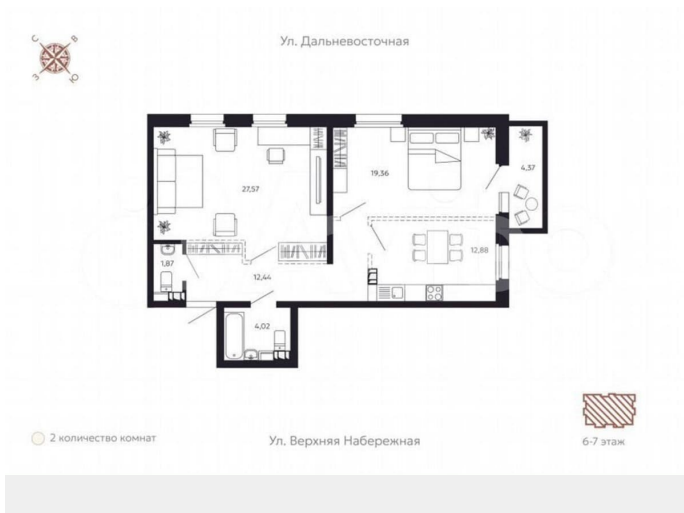 Ул. Дальневосточная
С
В
З
Ю
4,37
19,36
27,57
12,88
1,87
12,44
4,02
2 количество комнат
Ул. Верхняя Набережная
6-7 этаж